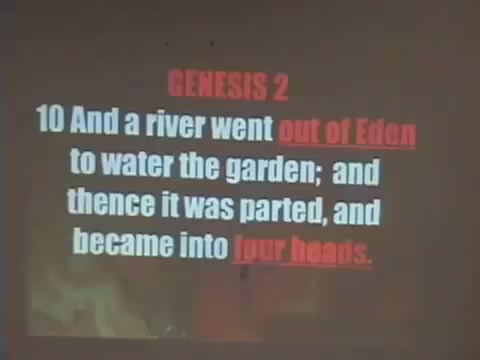 GENESIS 2
10 And a river went out of Eden
to water the garden; and
thence it was parted, and
became into four heads.